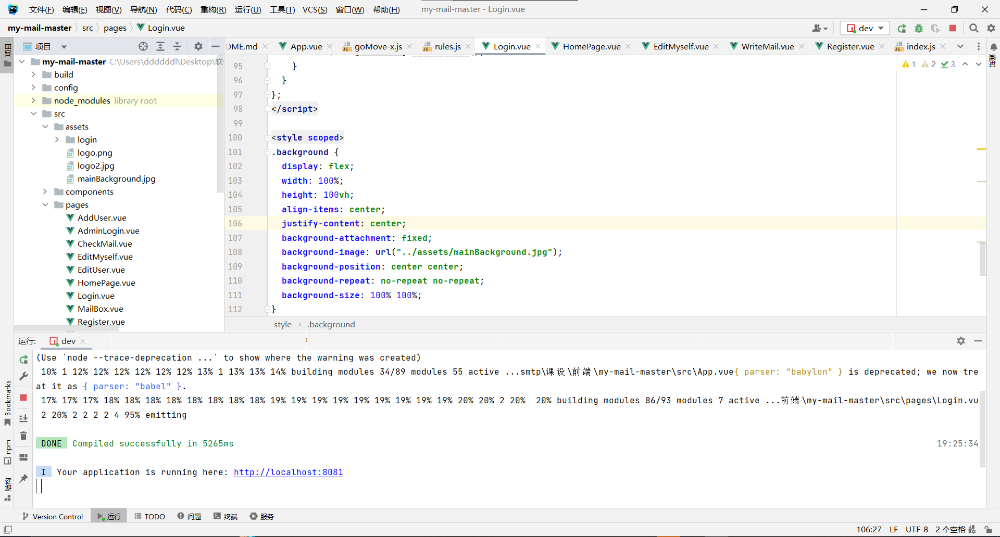 文件(F) 编辑(E) 视图(V) 导航(N) 代码(C) 重构(R) 运行(U) 工具(T) VCS(S) 窗口(W) 帮助(H) my-mail-master - Login.vue
my-mail-master src pages Login.vue dev
项目 DME.md App.vue goMove-x.js rules.js Login.vue HomePage.vue EditMyself.vue WriteMail.vue Register.vue index.js
项目
通知
my-mail-master C:\Users\ddddddl\Desktop\软
build
config
node_modules library root
src
assets
login
logo.png
logo2.jpg
mainBackground.jpg
components
pages
AddUser.vue
AdminLogin.vue
CheckMail.vue
EditMyself.vue
EditUser.vue
HomePage.vue
Login.vue
MailBox.vue
Register.vue
1 2 3
95 }
96 }
97 };
98 </script>
99
100 <style scoped>
101 .background {
102 display: flex;
103 width: 100%;
104 height: 100vh;
105 align-items: center;
106 justify-content: center;
107 background-attachment: fixed;
108 background-image: url("../assets/mainBackground.jpg");
109 background-position: center center;
110 background-repeat: no-repeat no-repeat;
111 background-size: 100% 100%;
112 }
style › .background
运行: dev
(Use `node --trace-deprecation ...` to show where the warning was created)
10% 1 12% 12% 12% 12% 12% 12% 13% 1 13% 13% 14% building modules 34/89 modules 55 active ...smtp\课设\前端\my-mail-master\src\App.vue{ parser: "babylon" } is deprecated; we now tre
at it as { parser: "babel" }.
17% 17% 17% 18% 18% 18% 18% 18% 18% 18% 18% 19% 19% 19% 19% 19% 19% 19% 19% 19% 20% 20% 2 20%  20% building modules 86/93 modules 7 active ...前端\my-mail-master\src\pages\Login.vu
2 20% 2 2 2 2 4 95% emitting
DONE Compiled successfully in 5265ms 19:25:34
I Your application is running here: http://localhost:8081
Bookmarks
npm
结构
Version Control 运行 TODO 问题 终端 服务
106:27 LF UTF-8 2 个空格